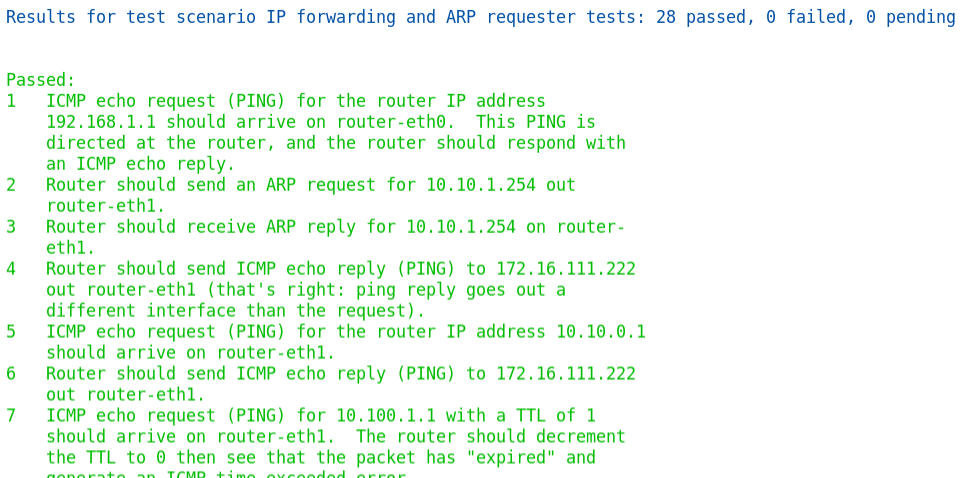 Results for test scenario IP forwarding and ARP requester tests: 28 passed, 0 failed, 0 pending
Passed:
1   ICMP echo request (PING) for the router IP address
192.168.1.1 should arrive on router-eth0.  This PING is
directed at the router, and the router should respond with
an ICMP echo reply.
2   Router should send an ARP request for 10.10.1.254 out
router-eth1.
3   Router should receive ARP reply for 10.10.1.254 on router-
eth1.
4   Router should send ICMP echo reply (PING) to 172.16.111.222
out router-eth1 (that's right: ping reply goes out a
different interface than the request).
5   ICMP echo request (PING) for the router IP address 10.10.0.1
should arrive on router-eth1.
6   Router should send ICMP echo reply (PING) to 172.16.111.222
out router-eth1.
7   ICMP echo request (PING) for 10.100.1.1 with a TTL of 1
should arrive on router-eth1.  The router should decrement
the TTL to 0 then see that the packet has "expired" and
generate an ICMP time exceeded error.